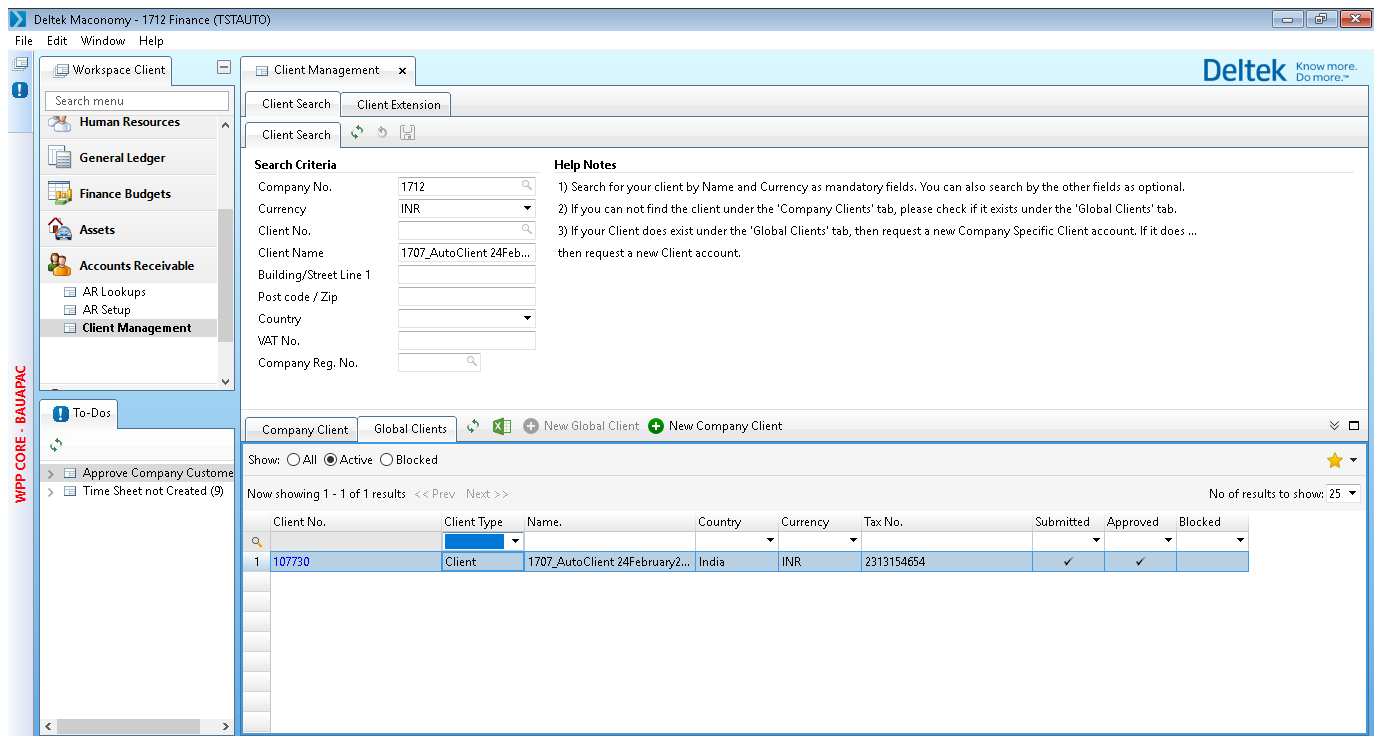 Deltek Maconomy - 1712 Finance (TSTAUTO)
File Edit Window Help
Workspace Client
Client Management
Deltek Know more. Do more.™
Search menu
Human Resources
General Ledger
Finance Budgets
Assets
Accounts Receivable
AR Lookups
AR Setup
Client Management
WPP CORE - BAUAPAC
To-Dos
Approve Company Custome
Time Sheet not Created (9)
Client Search Client Extension
Client Search
Search Criteria
Company No. 1712
Currency INR
Client No.
Client Name 1707_AutoClient 24Feb...
Building/Street Line 1
Post code / Zip
Country
VAT No.
Company Reg. No.
Help Notes
1) Search for your client by Name and Currency as mandatory fields. You can also search by the other fields as optional.
2) If you can not find the client under the 'Company Clients' tab, please check if it exists under the 'Global Clients' tab.
3) If your Client does exist under the 'Global Clients' tab, then request a new Company Specific Client account. If it does ...
then request a new Client account.
Company Client Global Clients New Global Client New Company Client
Show: All Active Blocked
Now showing 1 - 1 of 1 results << Prev Next >> No of results to show: 25
Client No. Client Type Name. Country Currency Tax No. Submitted Approved Blocked
1 107730 Client 1707_AutoClient 24February2... India INR 2313154654 ✓ ✓